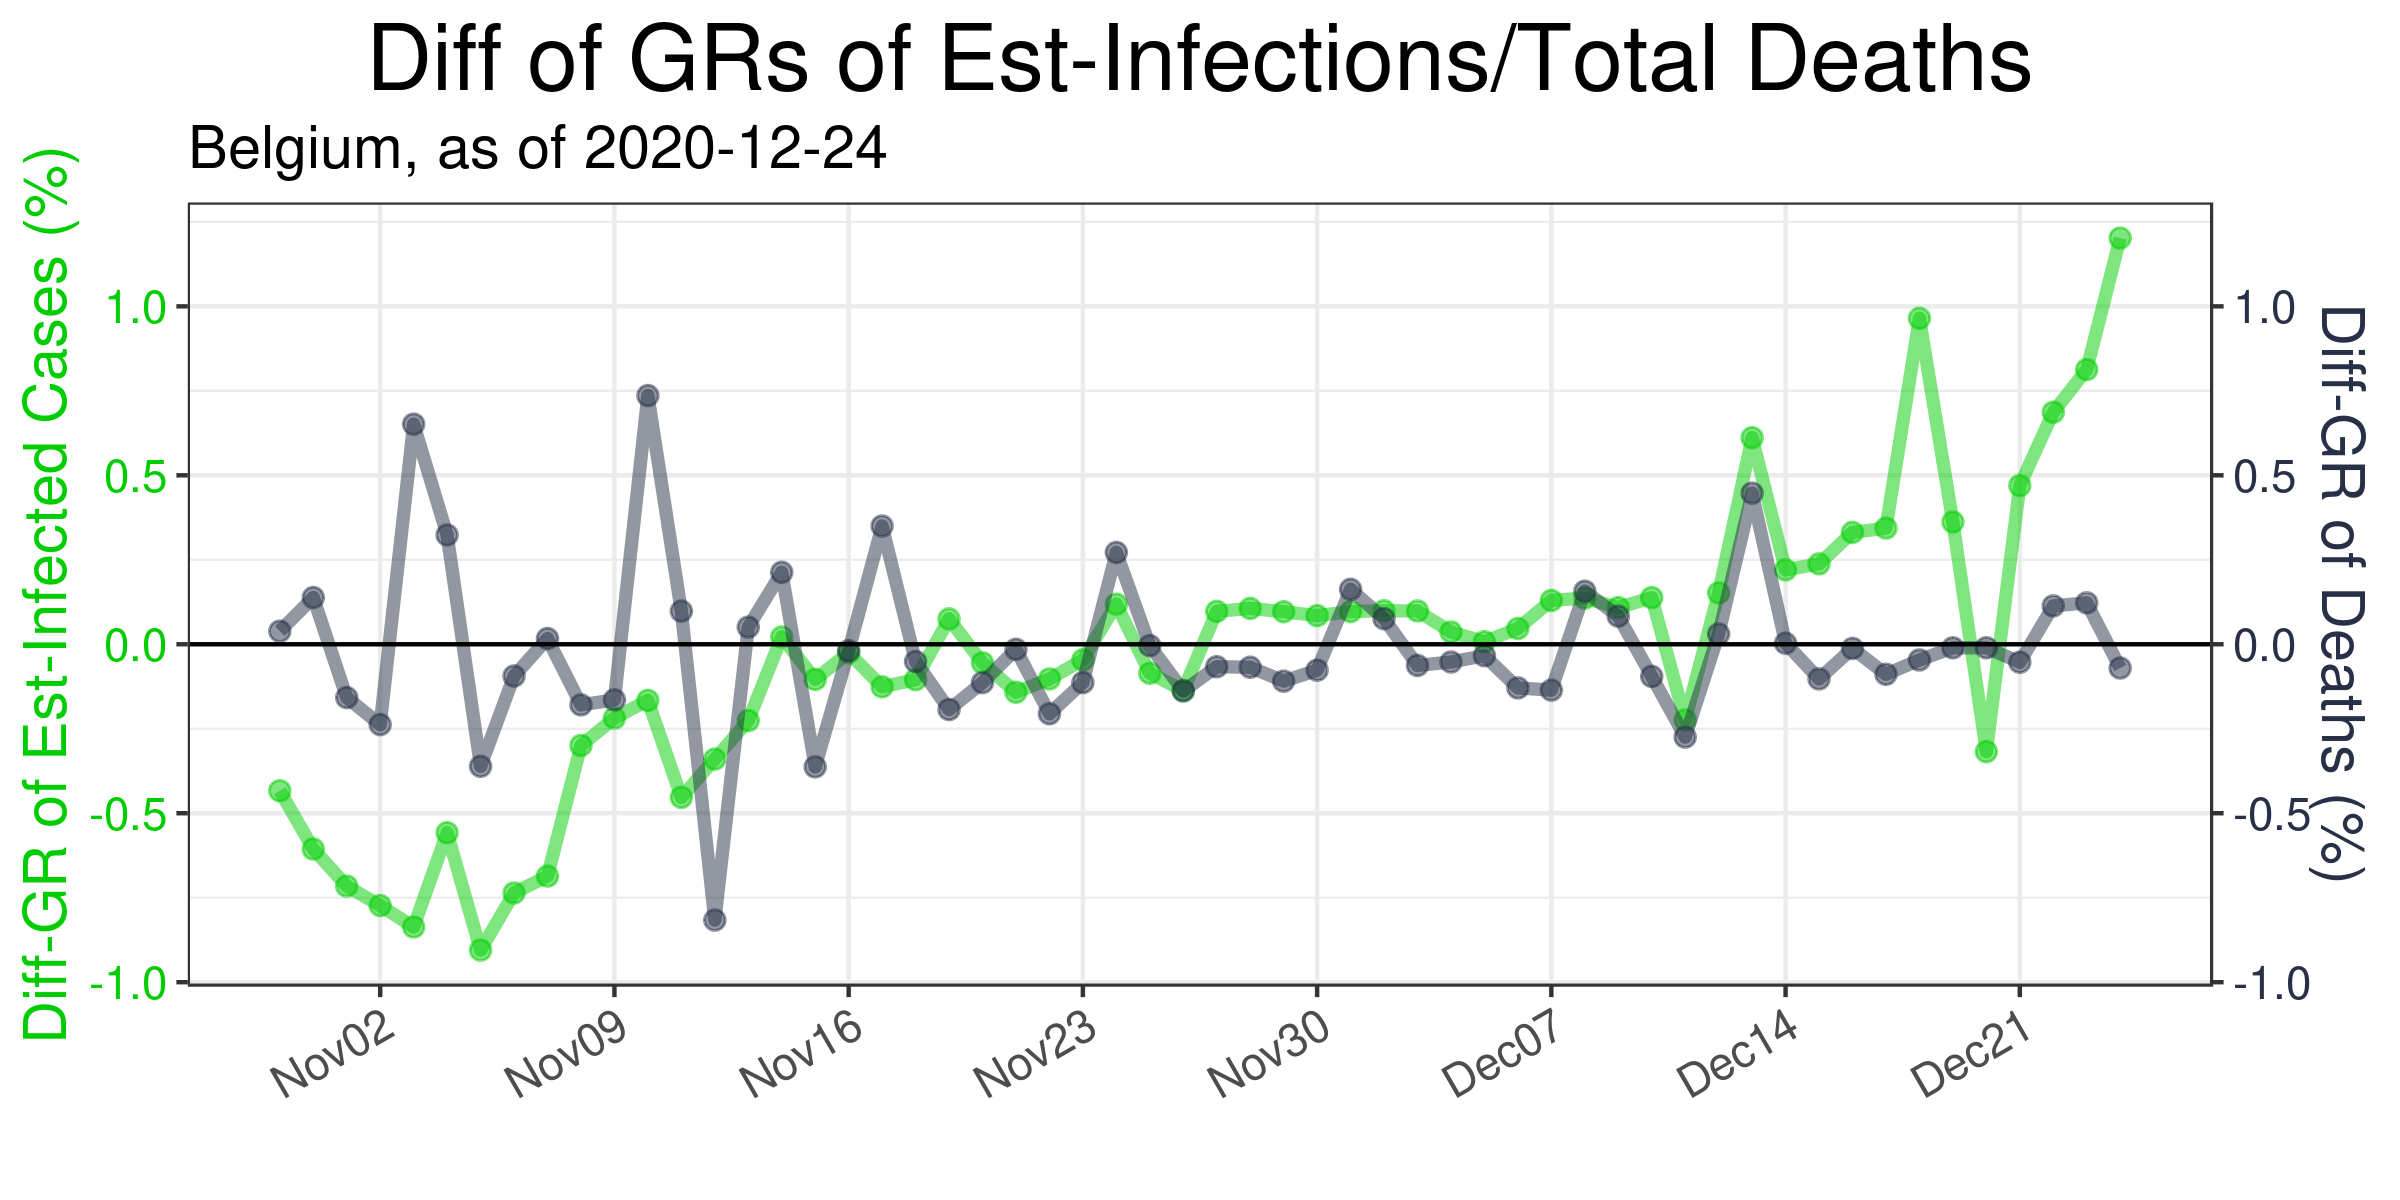 Diff of GRs of Est-Infections/Total Deaths
Belgium, as of 2020-12-24
Diff-GR of Est-Infected Cases (%)
1.0
0.5
0.0
-0.5
-1.0
1.0
0.5
0.0
-0.5
-1.0
Diff-GR of Deaths (%)
Nov02
Nov09
Nov16
Nov23
Nov30
Dec07
Dec14
Dec21